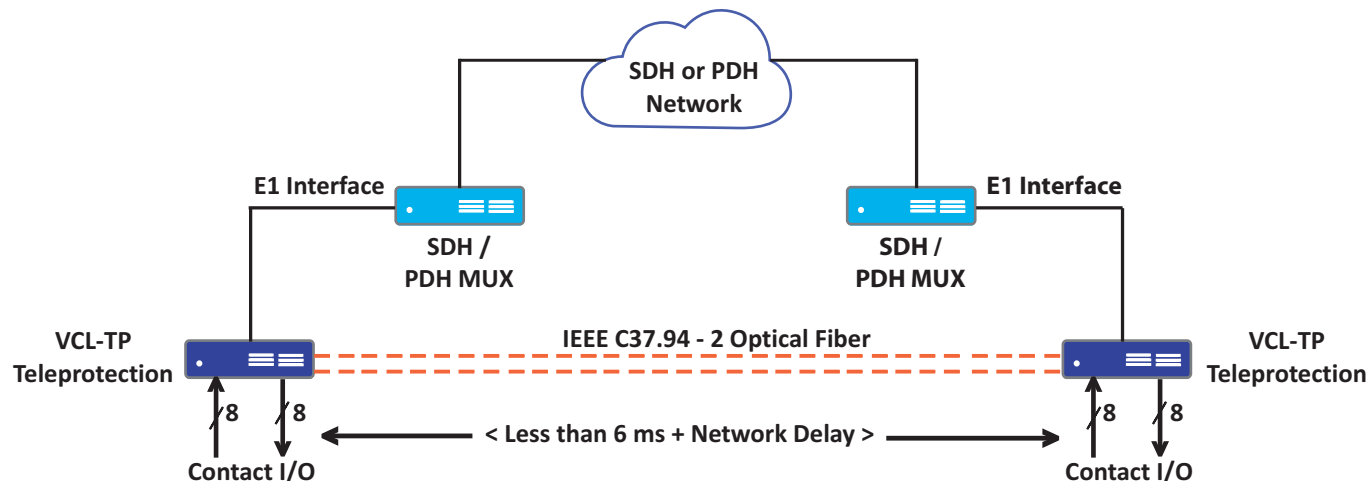 SDH or PDH
Network
E1 Interface
E1 Interface
SDH /
PDH MUX
SDH /
PDH MUX
IEEE C37.94 - 2 Optical Fiber
VCL-TP
Teleprotection
VCL-TP
Teleprotection
8
8
8
8
< Less than 6 ms + Network Delay >
Contact I/O
Contact I/O